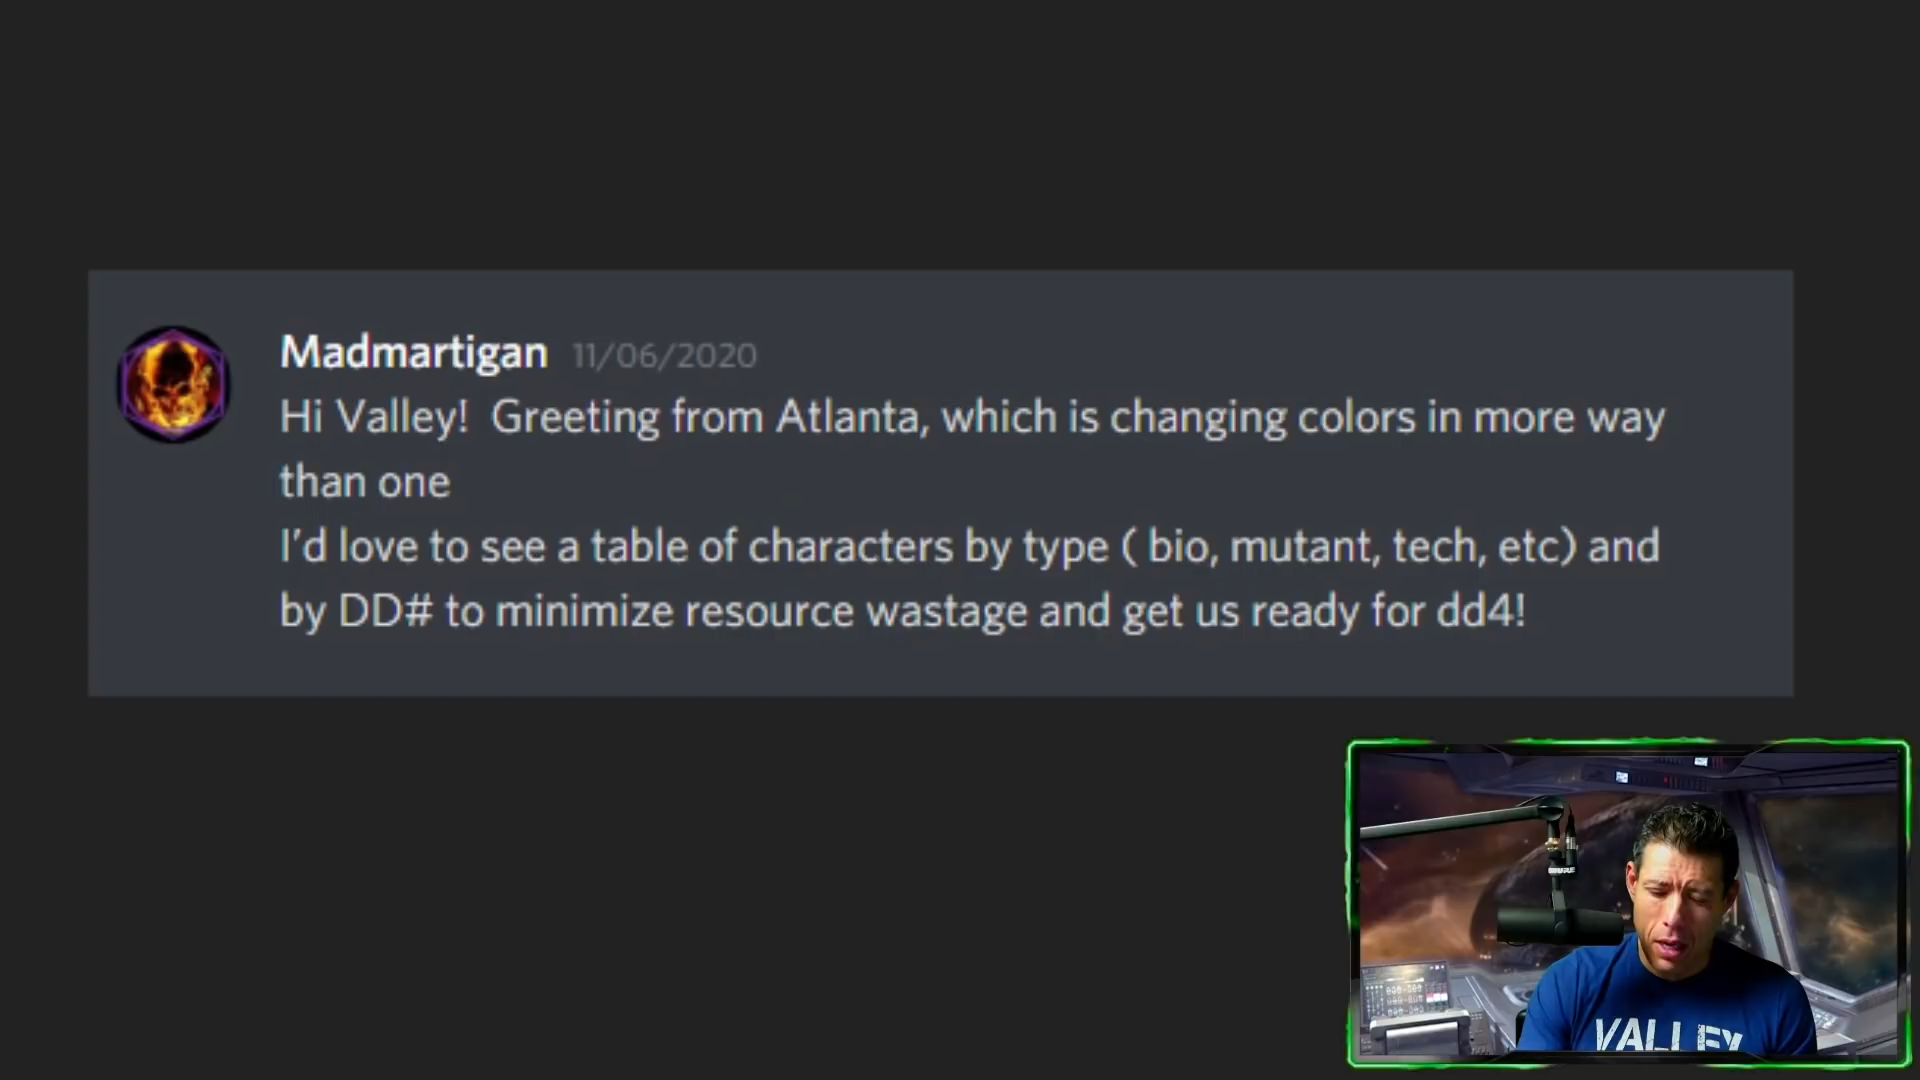 Madmartigan 11/06/2020
Hi Valley! Greeting from Atlanta, which is changing colors in more way
than one
I'd love to see a table of characters by type ( bio, mutant, tech, etc) and
by DD# to minimize resource wastage and get us ready for dd4!
SHURE
VALLEY